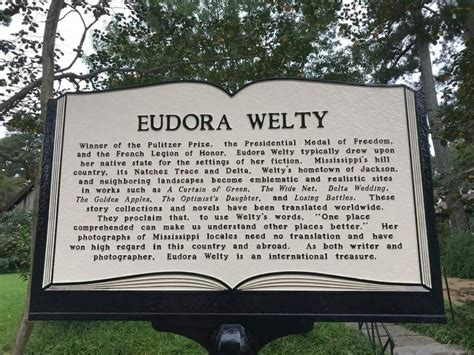 EUDORA WELTY
Winner of the Pulitzer Prize, the Presidential Medal of Freedom,
and the French Legion of Honor, Eudora Welty typically drew upon
her native state for the settings of her fiction. Mississippi's hill
country, its Natchez Trace and Delta, Welty's hometown of Jackson,
and neighboring landscapes become emblematic and realistic sites
in works such as A Curtain of Green, The Wide Net, Delta Wedding,
The Golden Apples, The Optimist's Daughter, and Losing Battles. These
story collections and novels have been translated worldwide.
They proclaim that, to use Welty's words, "One place
comprehended can make us understand other places better." Her
photographs of Mississippi locales need no translation and have
won high regard in this country and abroad. As both writer and
photographer, Eudora Welty is an international treasure.